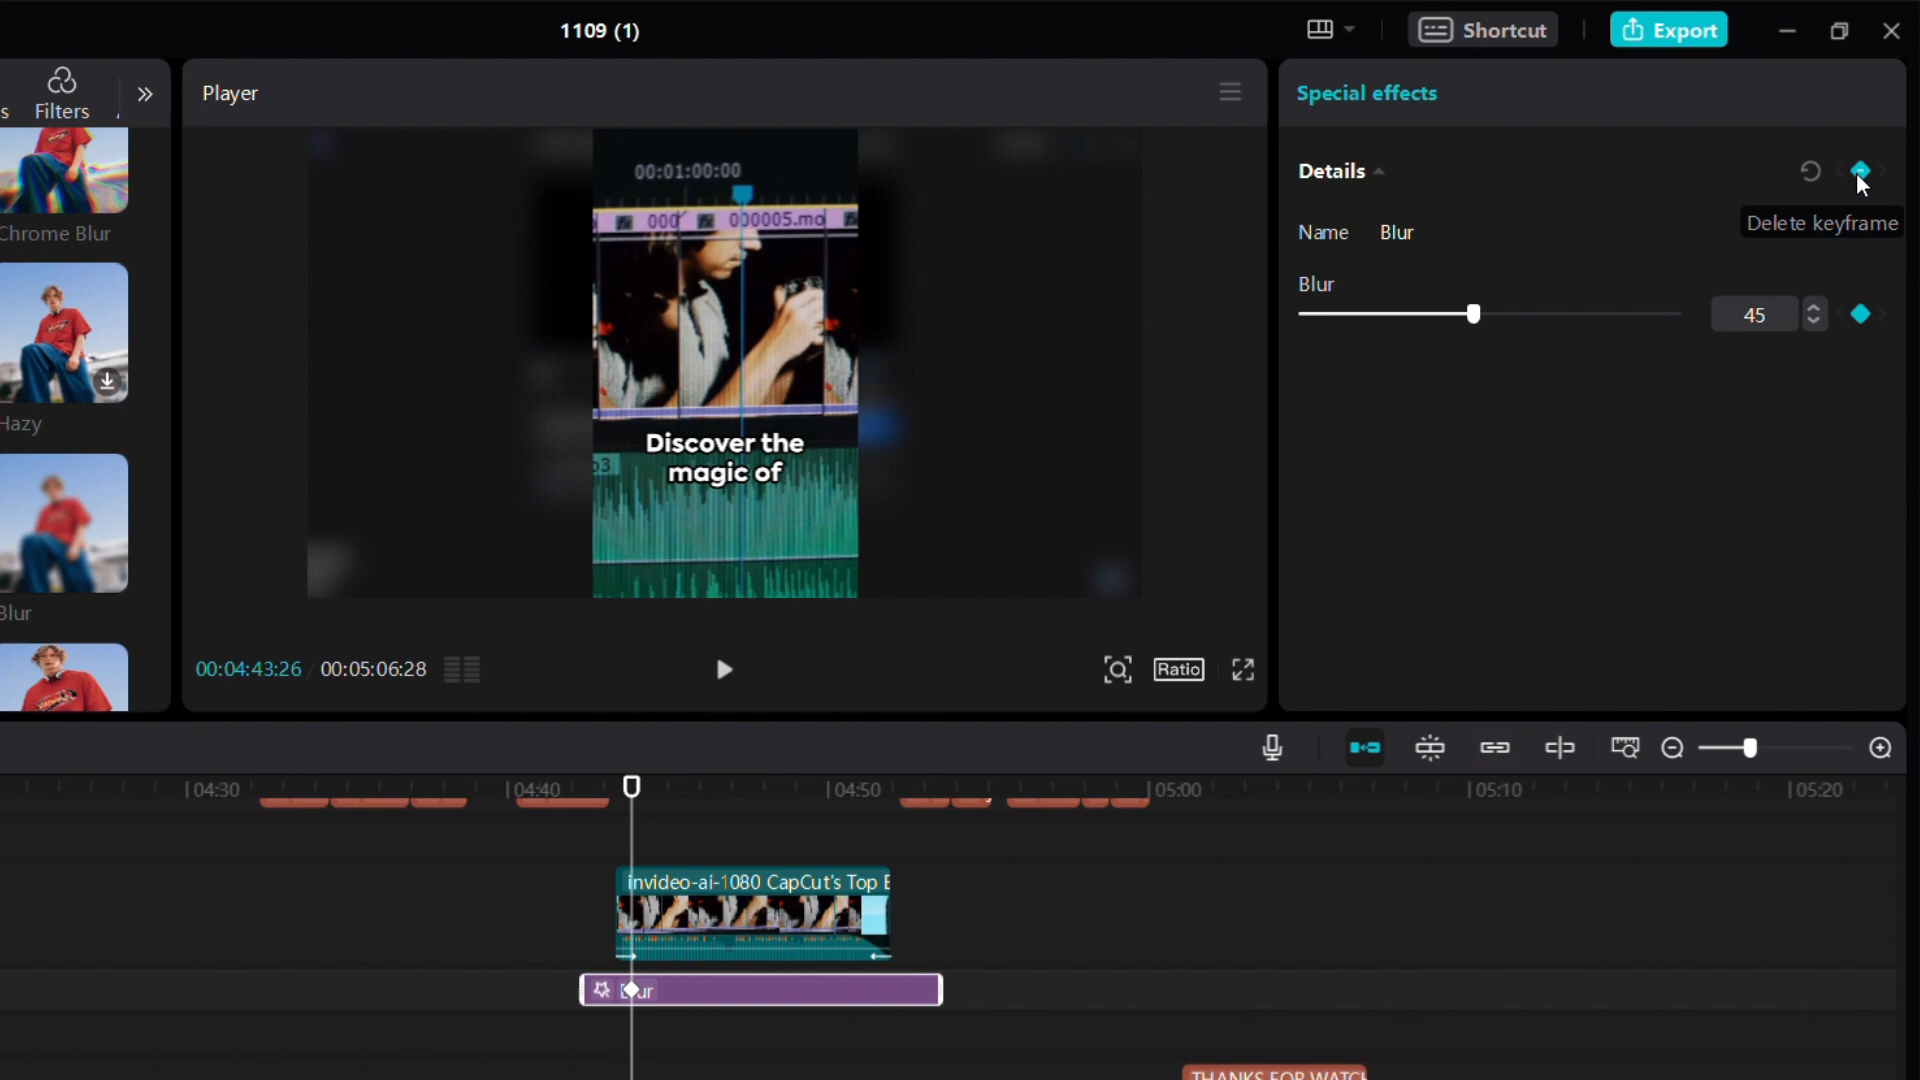 1109 (1)
Shortcut
Export
s
Filters
Player
Special effects
Chrome Blur
Hazy
Blur
00:01:00:00
000
000005.mo
Discover the
magic of
p3
Details
Delete keyframe
Name Blur
Blur
45
00:04:43:26 / 00:05:06:28
Ratio
04:30
04:40
04:50
05:00
05:10
05:20
invideo-ai-1080 CapCut's Top E
Blur
THANKS FOR WATCH